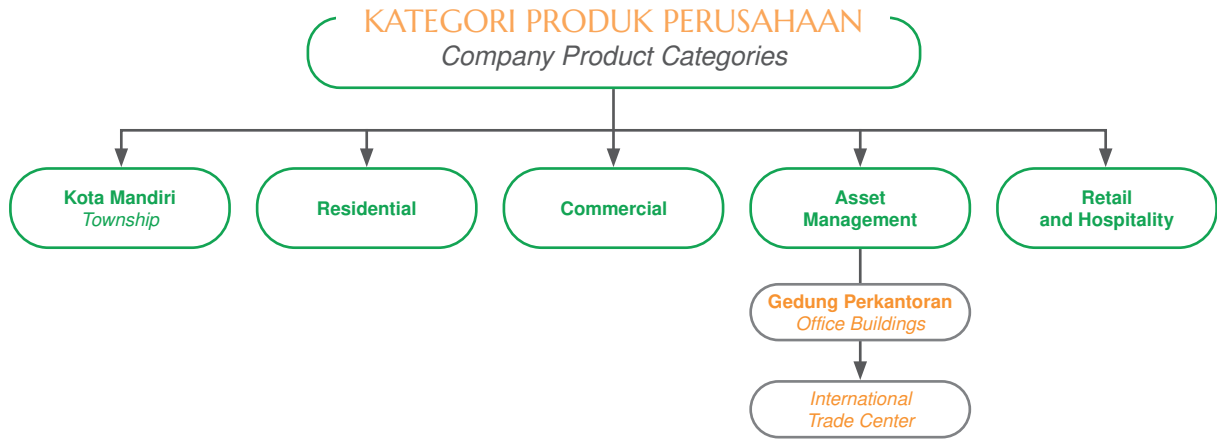 KATEGORI PRODUK PERUSAHAAN
Company Product Categories
Kota Mandiri
Township
Residential
Commercial
Asset
Management
Retail
and Hospitality
Gedung Perkantoran
Office Buildings
International
Trade Center